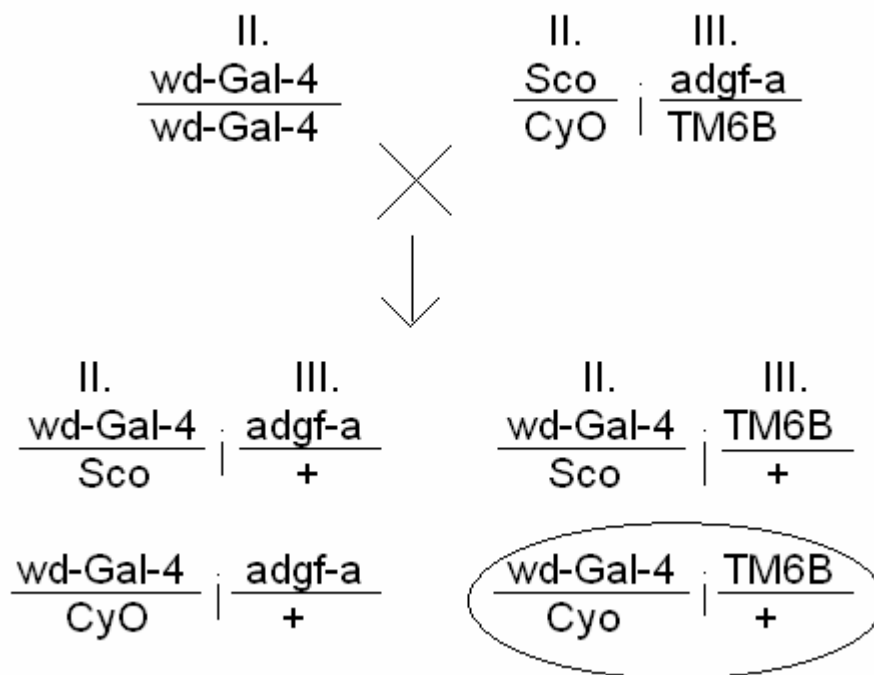 II. II. III.
wd-Gal-4 Sco adgf-a
wd-Gal-4 CyO TM6B
II. III. II. III.
wd-Gal-4 adgf-a wd-Gal-4 TM6B
Sco + Sco +
wd-Gal-4 adgf-a wd-Gal-4 TM6B
CyO + Cyo +